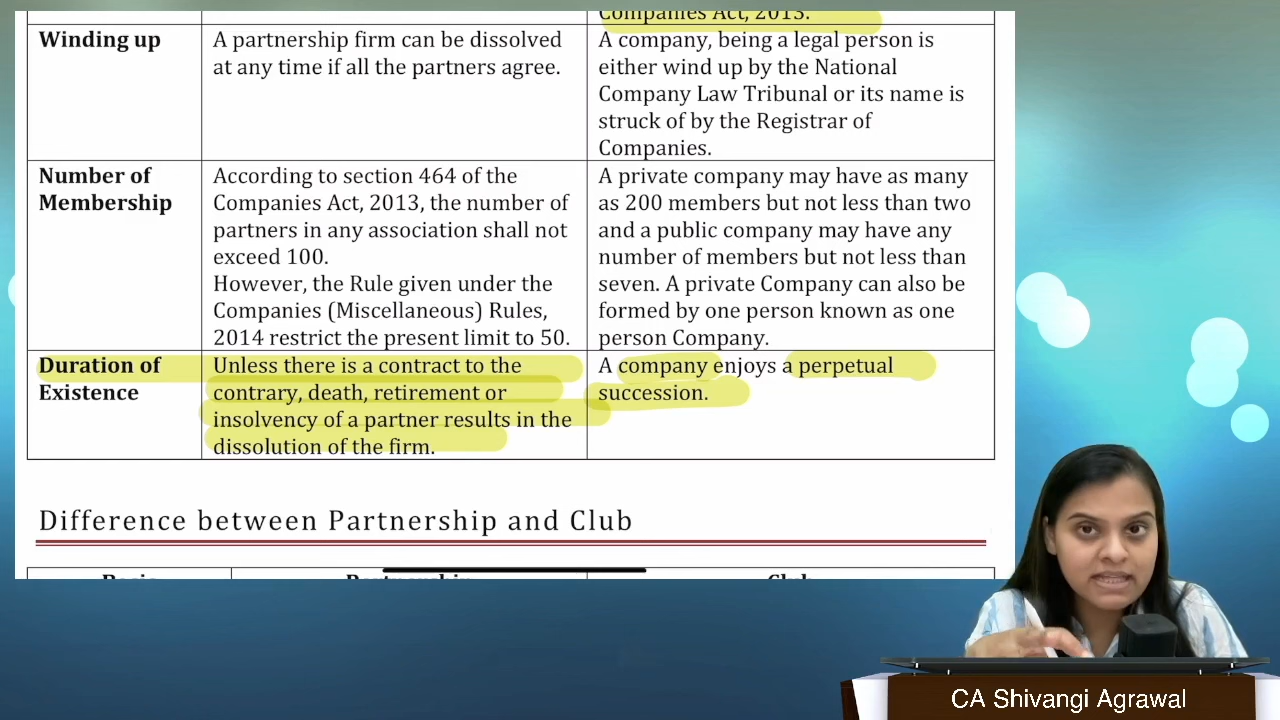 Companies Act, 2013.
Winding up
A partnership firm can be dissolved
at any time if all the partners agree.
A company, being a legal person is
either wind up by the National
Company Law Tribunal or its name is
struck of by the Registrar of
Companies.
Number of
Membership
According to section 464 of the
Companies Act, 2013, the number of
partners in any association shall not
exceed 100.
However, the Rule given under the
Companies (Miscellaneous) Rules,
2014 restrict the present limit to 50.
A private company may have as many
as 200 members but not less than two
and a public company may have any
number of members but not less than
seven. A private Company can also be
formed by one person known as one
person Company.
Duration of
Existence
Unless there is a contract to the
contrary, death, retirement or
insolvency of a partner results in the
dissolution of the firm.
A company enjoys a perpetual
succession.
Difference between Partnership and Club
Basis
Partnership
Club
CA Shivangi Agrawal